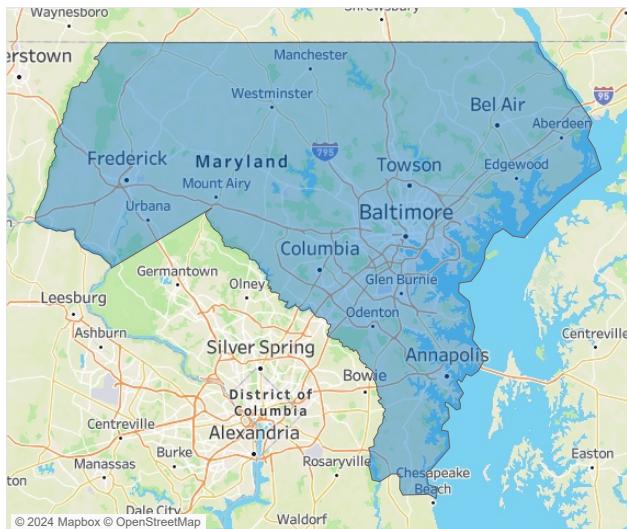 Waynesboro
Shrewsbury
erstown
Manchester
Westminster
95
Bel Air
Aberdeen
795
Frederick
Maryland
Towson
Edgewood
Mount Airy
Urbana
Baltimore
Columbia
Germantown
Glen Burnie
Olney
Leesburg
Odenton
Ashburn
Centreville
Silver Spring
Annapolis
Bowie
District of
Columbia
Centreville
Alexandria
Burke
Easton
Manassas
Rosaryville
Chesapeake
Beach
ton
Dale City
Waldorf
© 2024 Mapbox © OpenStreetMap